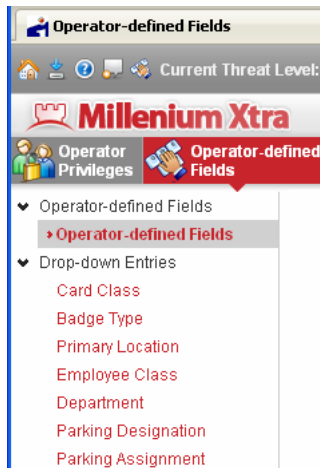 Operator-defined Fields
Current Threat Level:
Millenium Xtra
Operator Privileges
Operator-defined Fields
Operator-defined Fields
Operator-defined Fields
Drop-down Entries
Card Class
Badge Type
Primary Location
Employee Class
Department
Parking Designation
Parking Assignment